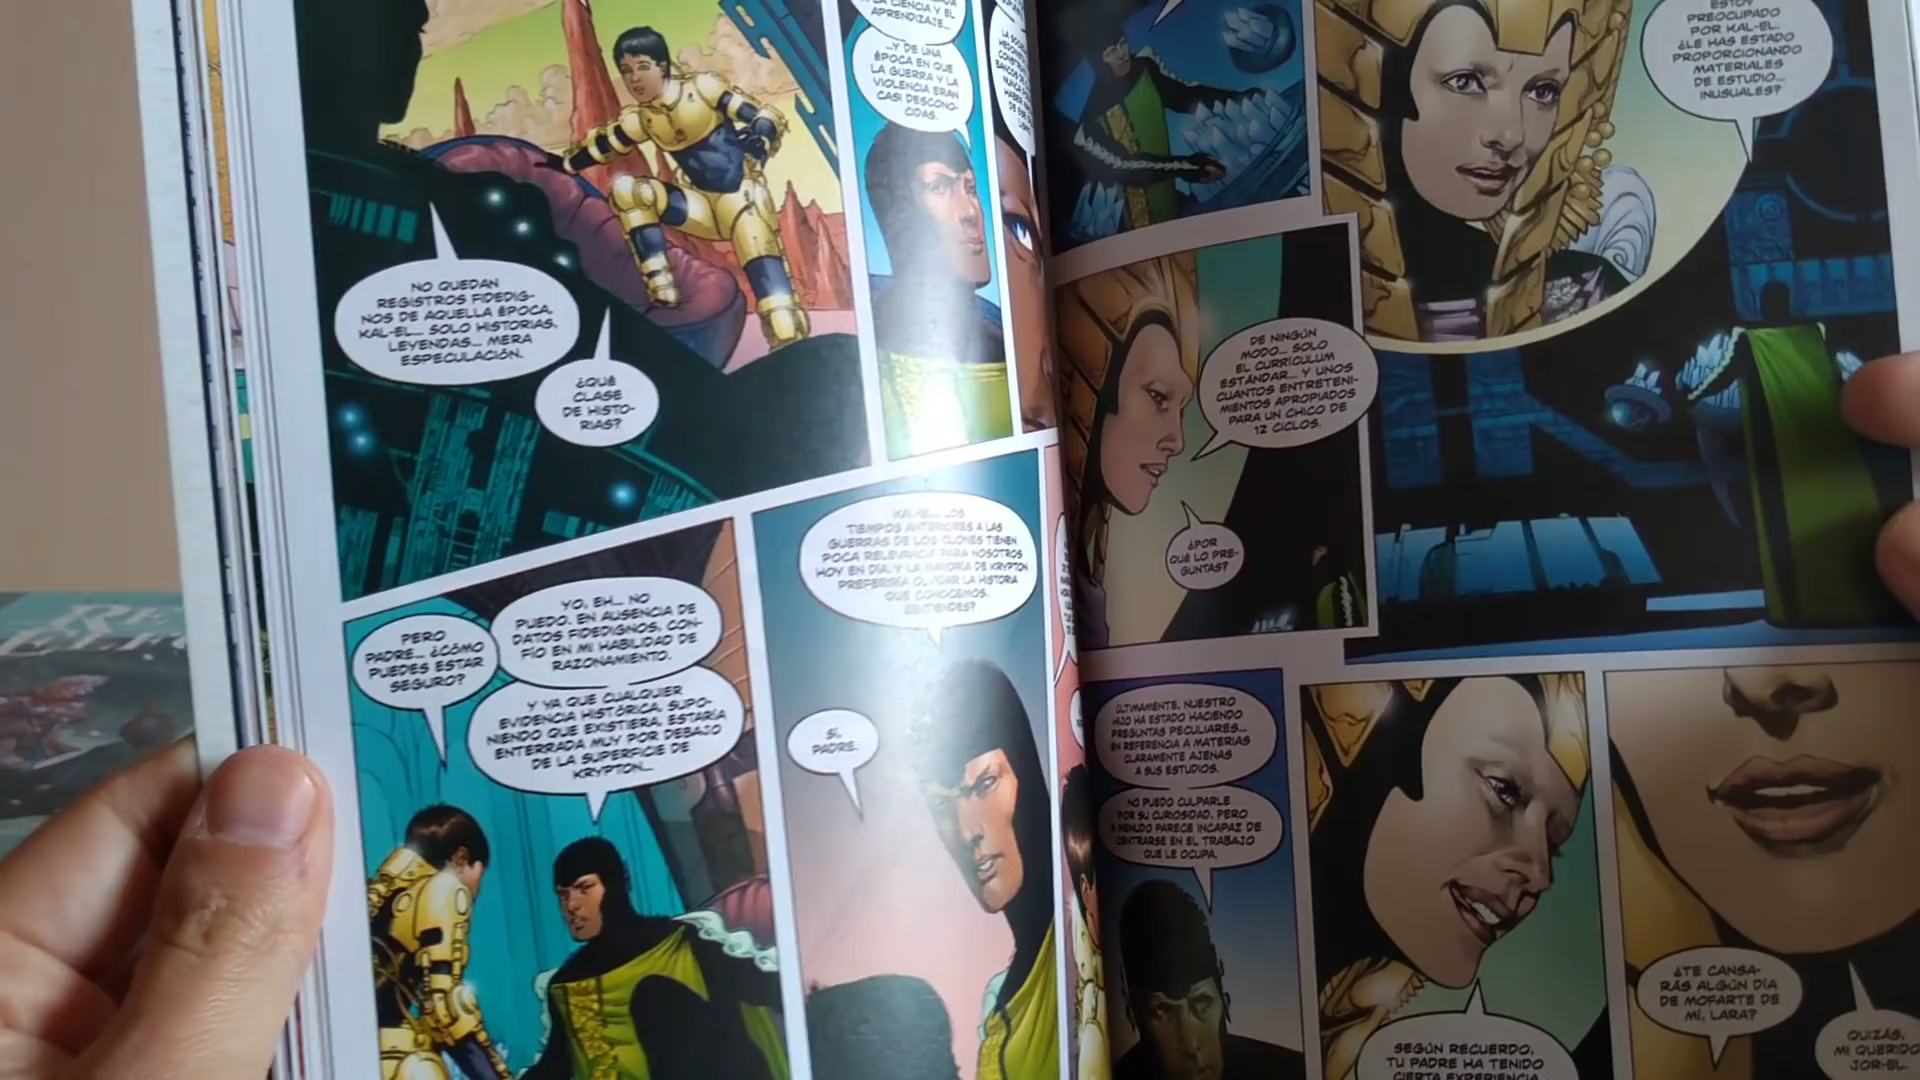 LA CIENCIA Y EL
APRENDIZAJE...
...Y DE UNA
ÉPOCA EN QUE
LA GUERRA Y LA
VIOLENCIA ERAN
CASI DESCONO-
CIDAS.
NO QUEDAN
REGISTROS FIDEDIG-
NOS DE AQUELLA ÉPOCA,
KAL-EL... SOLO HISTORIAS,
LEYENDAS... MERA
ESPECULACIÓN.
¿QUÉ
CLASE
DE HISTO-
RIAS?
PERO
PADRE... ¿CÓMO
PUEDES ESTAR
SEGURO?
YO, EH... NO
PUEDO. EN AUSENCIA DE
DATOS FIDEDIGNOS, CON-
FÍO EN MI HABILIDAD DE
RAZONAMIENTO.
Y YA QUE CUALQUIER
EVIDENCIA HISTÓRICA, SUPO-
NIENDO QUE EXISTIERA, ESTARÍA
ENTERRADA MUY POR DEBAJO
DE LA SUPERFICIE DE
KRYPTON...
KAL-EL... LOS
TIEMPOS ANTERIORES A LAS
GUERRAS DE LOS CLONES TIENEN
POCA RELEVANCIA PARA NOSOTROS
HOY EN DÍA. Y LA MAYORÍA DE KRYPTON
PREFERIRÍA OLVIDAR LA HISTORIA
QUE CONOCEMOS.
¿ENTIENDES?
SÍ,
PADRE.
ESTOY
PREOCUPADO
POR KAL-EL.
¿LE HAS ESTADO
PROPORCIONANDO
MATERIALES
DE ESTUDIO...
INUSUALES?
DE NINGÚN
MODO... SOLO
EL CURRÍCULUM
ESTÁNDAR... Y UNOS
CUANTOS ENTRETENI-
MIENTOS APROPIADOS
PARA UN CHICO DE
12 CICLOS.
¿POR
QUÉ LO PRE-
GUNTAS?
ÚLTIMAMENTE, NUESTRO
HIJO HA ESTADO HACIENDO
PREGUNTAS PECULIARES...
EN REFERENCIA A MATERIAS
CLARAMENTE AJENAS
A SUS ESTUDIOS.
NO PUEDO CULPARLE
POR SU CURIOSIDAD, PERO
A MENUDO PARECE INCAPAZ DE
CENTRARSE EN EL TRABAJO
QUE LE OCUPA.
SEGÚN RECUERDO,
TU PADRE HA TENIDO
CIERTA EXPERIENCIA
¿TE CANSA-
RÁS ALGÚN DÍA
DE MOFARTE DE
MÍ, LARA?
QUIZÁS,
MI QUERIDO
JOR-EL.